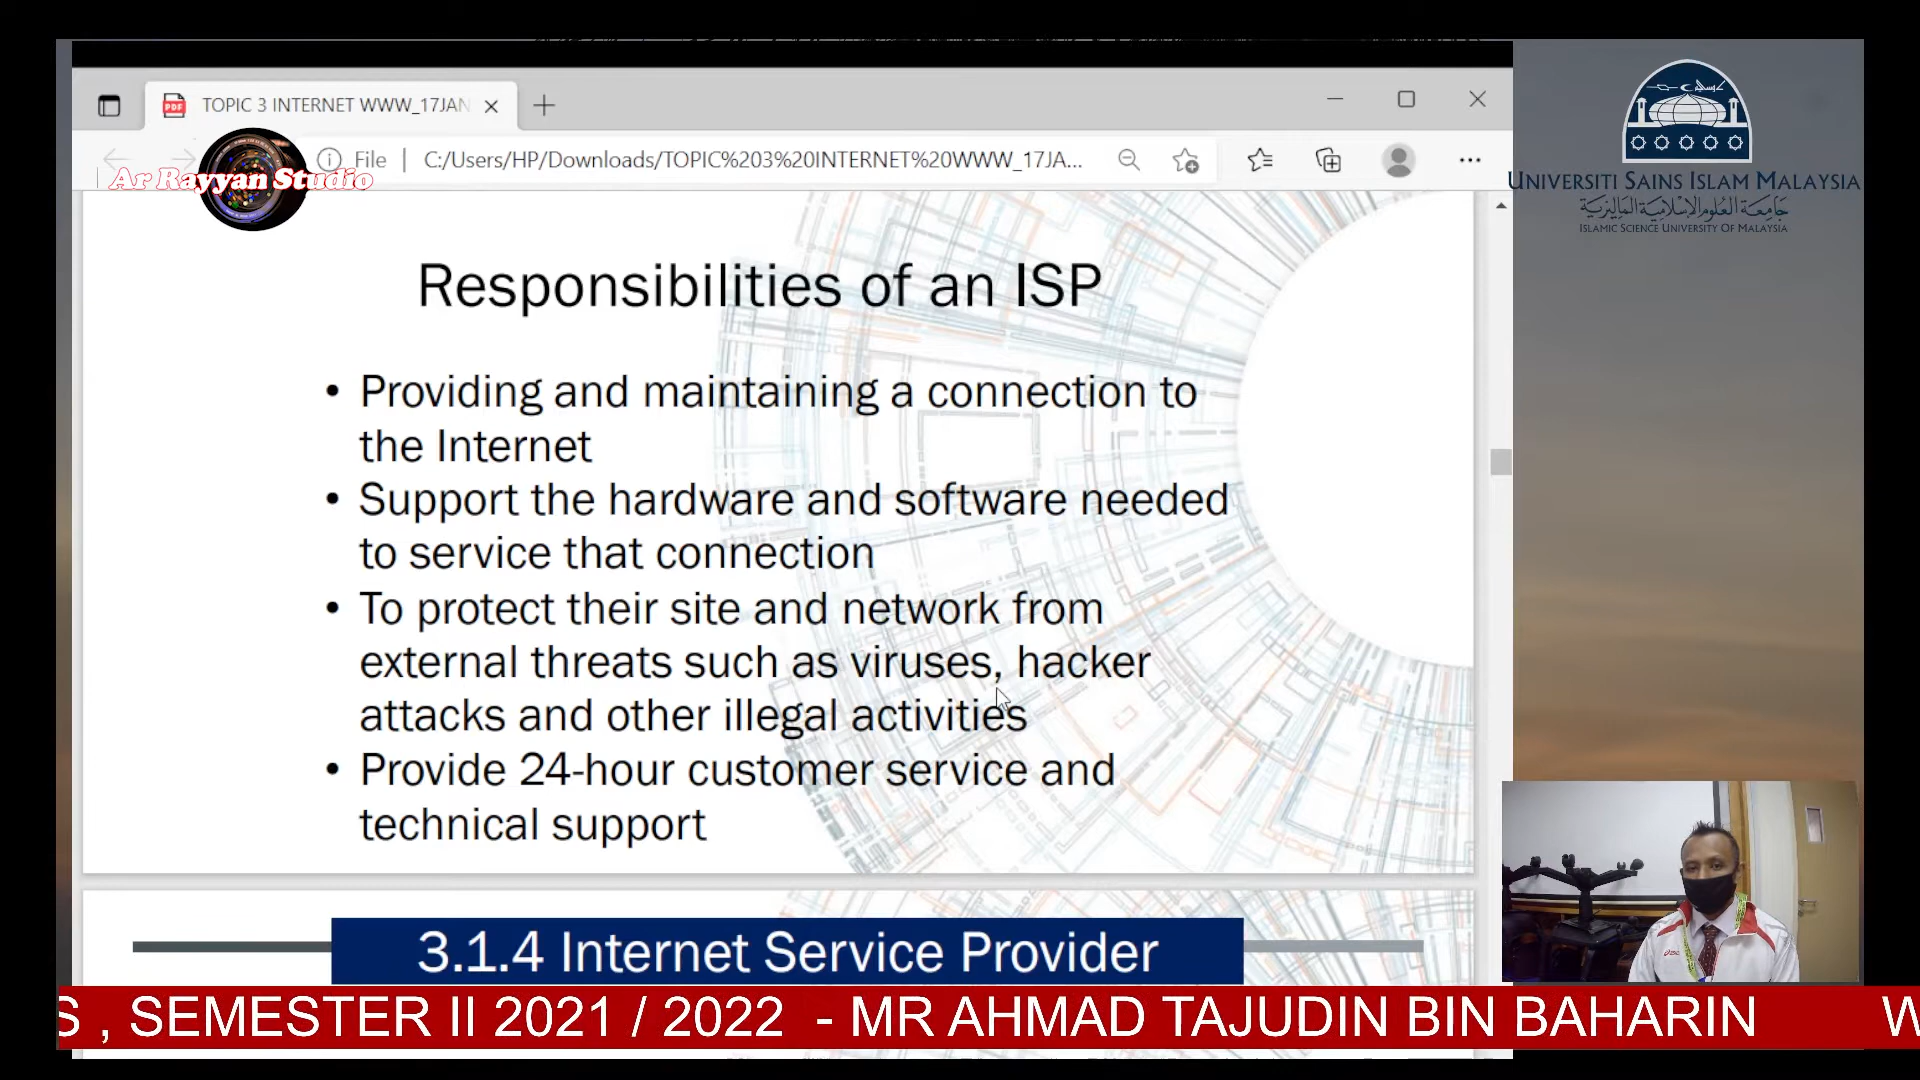 TOPIC 3 INTERNET WWW_17JAN
File
C:/Users/HP/Downloads/TOPIC%203%20INTERNET%20WWW_17JA...
Ar Rayyan Studio
UNIVERSITI SAINS ISLAM MALAYSIA
جامعة العلوم الإسلامية الماليزية
ISLAMIC SCIENCE UNIVERSITY OF MALAYSIA
Responsibilities of an ISP
• Providing and maintaining a connection to
the Internet
• Support the hardware and software needed
to service that connection
• To protect their site and network from
external threats such as viruses, hacker
attacks and other illegal activities
• Provide 24-hour customer service and
technical support
3.1.4 Internet Service Provider
S , SEMESTER II 2021 / 2022 - MR AHMAD TAJUDIN BIN BAHARIN W